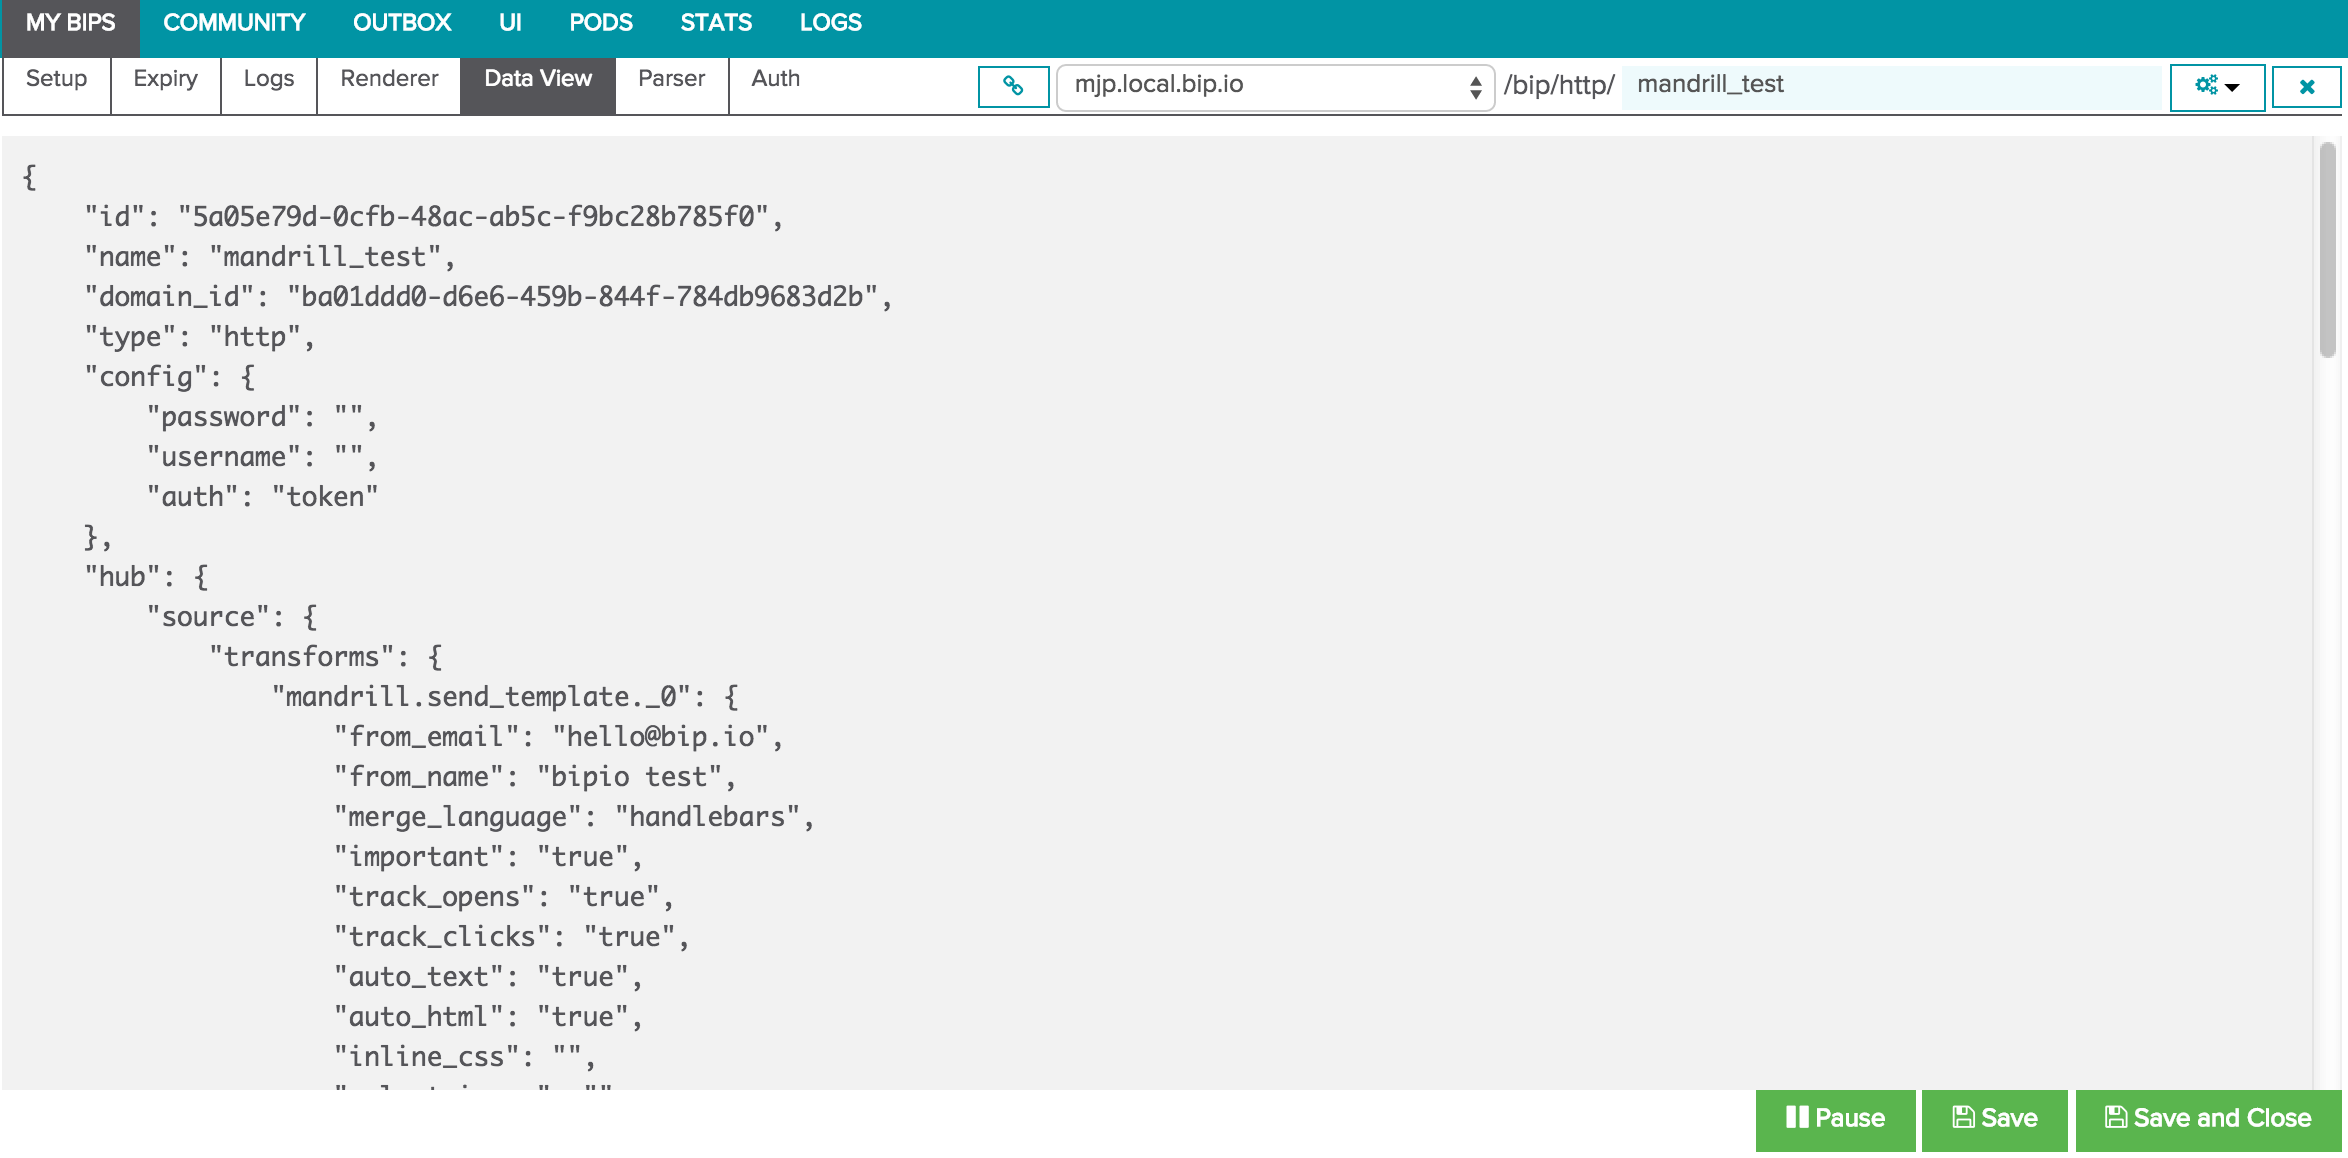 MY BIPS COMMUNITY OUTBOX UI PODS STATS LOGS
Setup Expiry Logs Renderer Data View Parser Auth mjp.local.bip.io /bip/http/ mandrill_test
{
"id": "5a05e79d-0cfb-48ac-ab5c-f9bc28b785f0",
"name": "mandrill_test",
"domain_id": "ba01ddd0-d6e6-459b-844f-784db9683d2b",
"type": "http",
"config": {
"password": "",
"username": "",
"auth": "token"
},
"hub": {
"source": {
"transforms": {
"mandrill.send_template._0": {
"from_email": "hello@bip.io",
"from_name": "bipio test",
"merge_language": "handlebars",
"important": "true",
"track_opens": "true",
"track_clicks": "true",
"auto_text": "true",
"auto_html": "true",
"inline_css": "",
Pause Save Save and Close